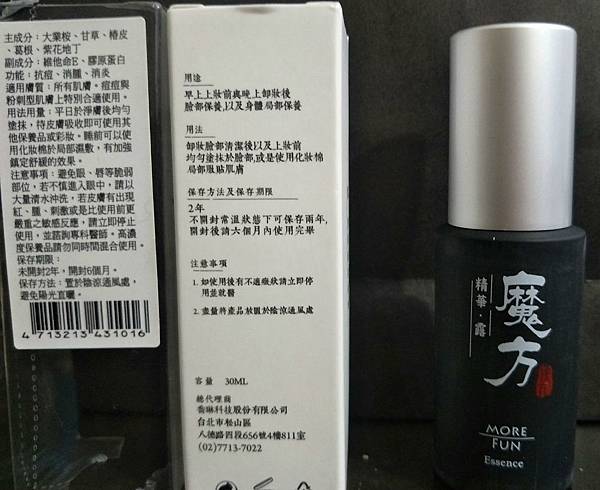 主成分：大業桉、甘草、椿皮
、葛根、紫花地丁
副成分：維他命E、膠原蛋白
功能：抗痘、消腫、消炎
適用膚質：所有肌膚。痘痘與
粉刺型肌膚上特別合適使用。
用法用量：平日於淨膚後均勻
塗抹，待皮膚吸收即可使用其
他保養品或彩妝。睡前可以使
用化妝棉於局部濕敷，有加強
鎮定舒緩的效果。
注意事項：避免眼、唇等脆弱
部位，若不慎進入眼中，請以
大量清水沖洗。若皮膚有出現
紅、腫、刺激或是比使用前更
嚴重之敏感反應，請立即停止
使用，並諮詢專科醫師。高濃
度保養品請勿同時間混合使用。
保存期限：
未開封2年，開封6個月。
保存方法：置於陰涼通風處，
避免陽光直曬。
4713213431016
用途
早上上妝前與晚上卸妝後
臉部保養,以及身體局部保養
用法
卸妝臉部清潔後以及上妝前
均勻塗抹於臉部,或是使用化妝棉
局部服貼肌膚
保存方法及保存期限
2年
不開封常溫狀態下可保存兩年,
開封後請六個月內使用完畢
注意事項
1. 如使用後有不適癥狀請立即停
用並就醫
2. 盡量將產品放置於陰涼通風處
容量 30ML
總代理商
喬琳科技股份有限公司
台北市松山區
八德路四段656號4樓811室
(02)7713-7022
魔方
精華·露
MORE
FUN
Essence